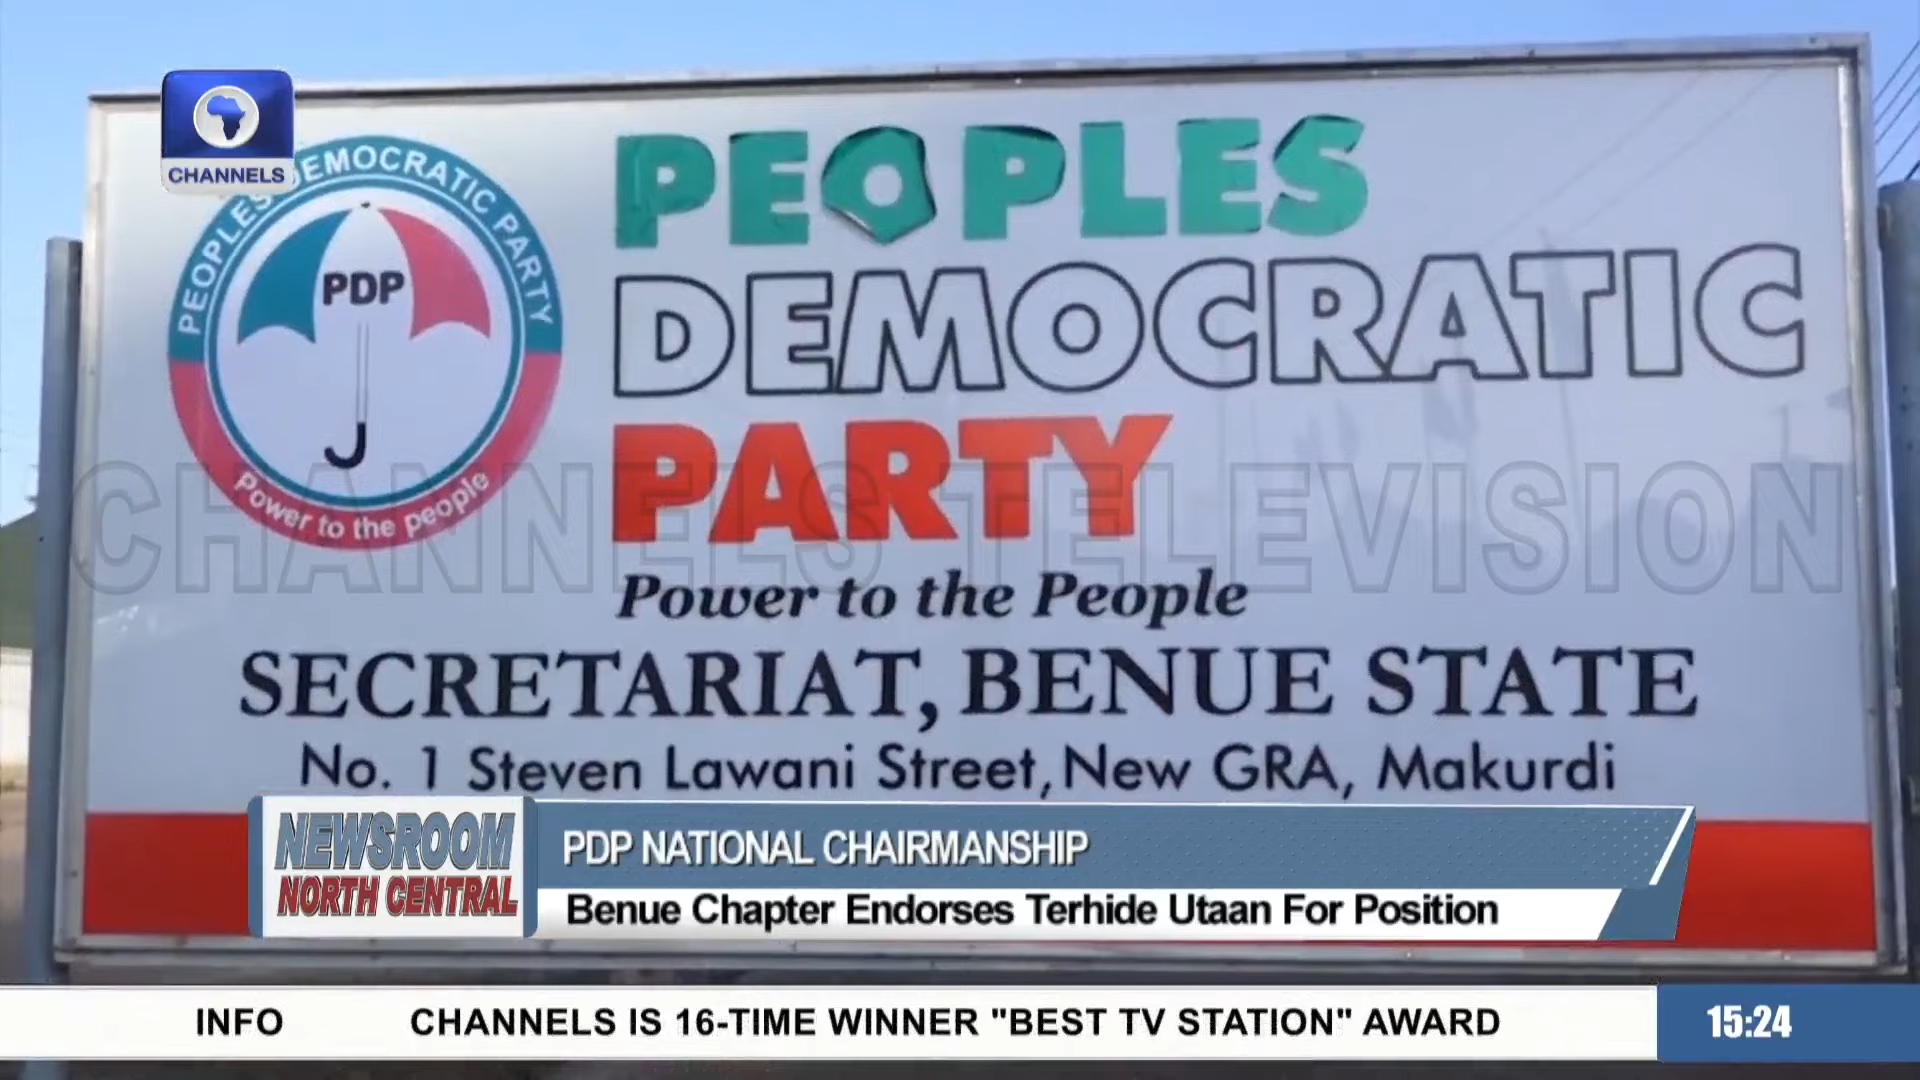 CHANNELS
PEOPLES DEMOCRATIC PARTY
PDP
Power to the people
PEOPLES
DEMOCRATIC
PARTY
CHANNELS TELEVISION
Power to the People
SECRETARIAT, BENUE STATE
No. 1 Steven Lawani Street, New GRA, Makurdi
NEWSROOM
NORTH CENTRAL
PDP NATIONAL CHAIRMANSHIP
Benue Chapter Endorses Terhide Utaan For Position
INFO CHANNELS IS 16-TIME WINNER "BEST TV STATION" AWARD 15:24